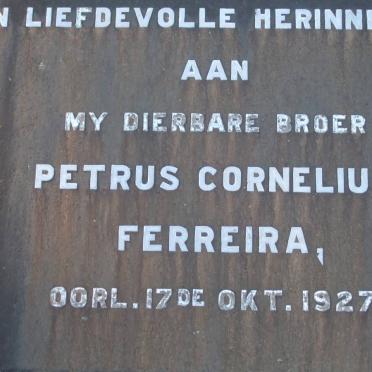 N LIEFDEVOLLE HERINNE
AAN
MY DIERBARE BROER
PETRUS CORNELIU
FERREIRA,
OORL. 17DE OKT. 1927